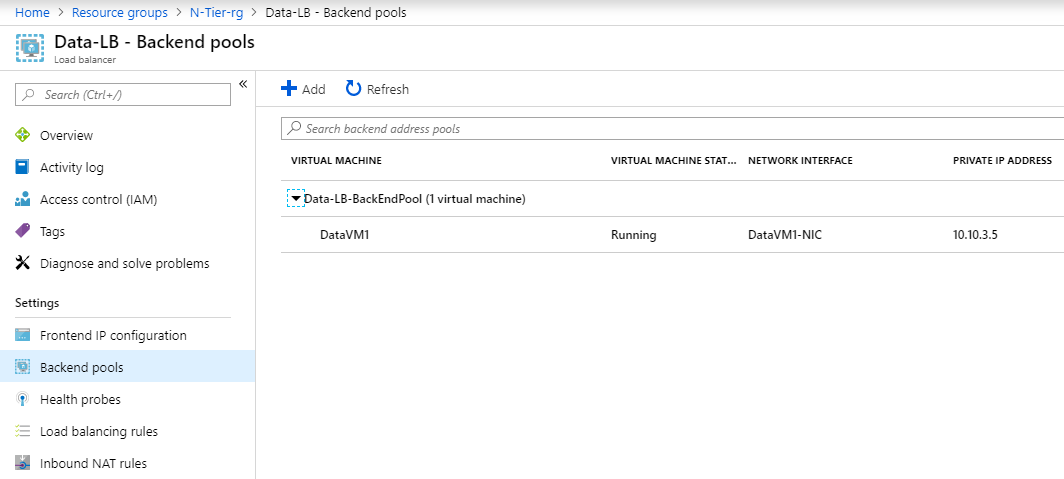 Home > Resource groups > N-Tier-rg > Data-LB - Backend pools
Data-LB - Backend pools
Load balancer
Search (Ctrl+/)
«
Overview
Activity log
Access control (IAM)
Tags
Diagnose and solve problems
Settings
Frontend IP configuration
Backend pools
Health probes
Load balancing rules
Inbound NAT rules
Add Refresh
Search backend address pools
VIRTUAL MACHINE VIRTUAL MACHINE STAT... NETWORK INTERFACE PRIVATE IP ADDRESS
Data-LB-BackEndPool (1 virtual machine)
DataVM1 Running DataVM1-NIC 10.10.3.5